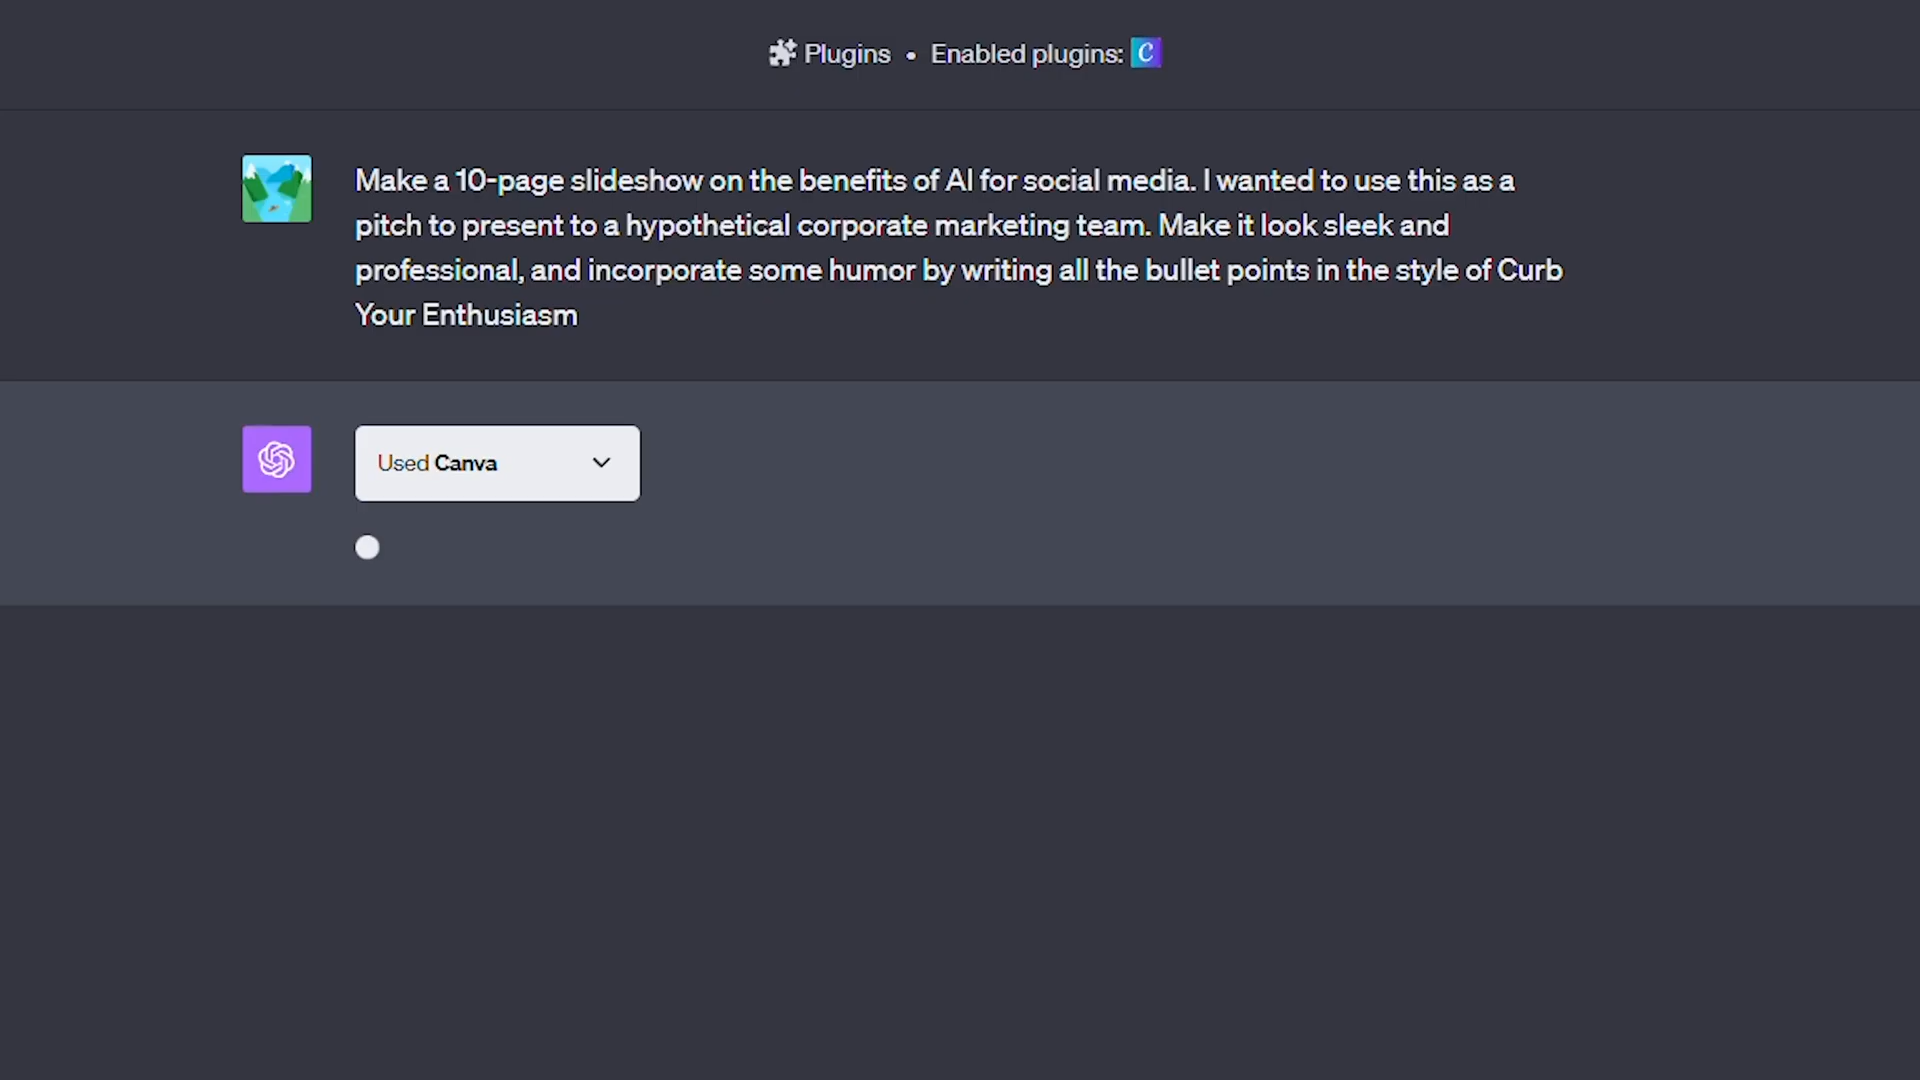 Plugins • Enabled plugins: C
Make a 10-page slideshow on the benefits of AI for social media. I wanted to use this as a
pitch to present to a hypothetical corporate marketing team. Make it look sleek and
professional, and incorporate some humor by writing all the bullet points in the style of Curb
Your Enthusiasm
Used Canva